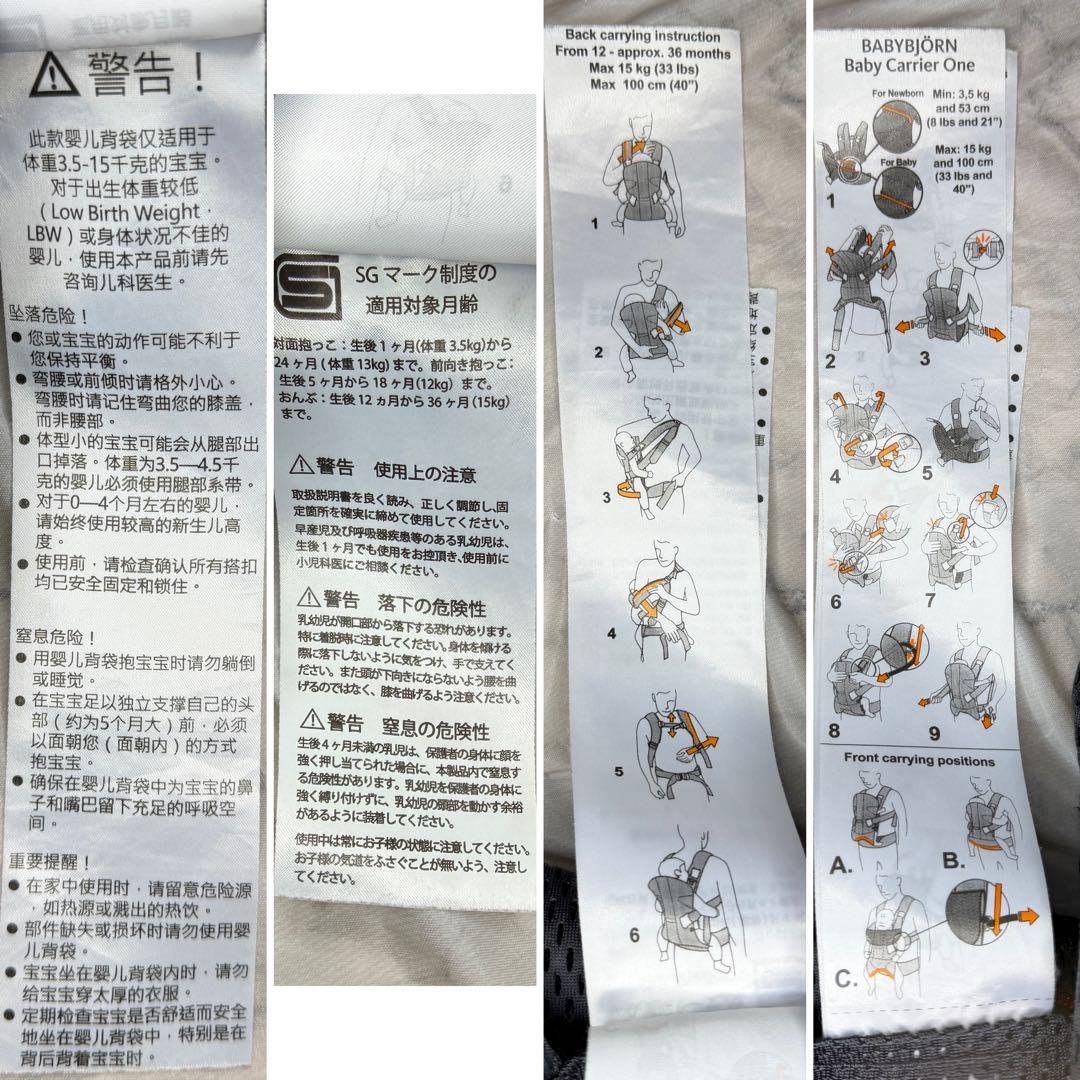 警告！
此款婴儿背袋仅适用于
体重3.5-15千克的宝宝。
对于出生体重较低
（Low Birth Weight，
LBW）或身体状况不佳的
婴儿，使用本产品前请先
咨询儿科医生。
坠落危险！
● 您或宝宝的动作可能不利于
您保持平衡。
● 弯腰或前倾时请格外小心。
弯腰时请记住弯曲您的膝盖，
而非腰部。
● 体型小的宝宝可能会从腿部出
口掉落。体重为3.5—4.5千
克的婴儿必须使用腿部系带。
● 对于0—4个月左右的婴儿，
请始终使用较高的新生儿高
度。
● 使用前，请检查确认所有搭扣
均已安全固定和锁住。
窒息危险！
● 用婴儿背袋抱宝宝时请勿躺倒
或睡觉。
● 在宝宝足以独立支撑自己的头
部（约为5个月大）前，必须
以面朝您（面朝内）的方式
抱宝宝。
● 确保在婴儿背袋中为宝宝的鼻
子和嘴巴留下充足的呼吸空
间。
重要提醒！
● 在家中使用时，请留意危险源
，如热源或溅出的热饮。
● 部件缺失或损坏时请勿使用婴
儿背袋。
● 宝宝坐在婴儿背袋内时，请勿
给宝宝穿太厚的衣服。
● 定期检查宝宝是否舒适而安全
地坐在婴儿背袋中，特别是在
背后背着宝宝时。
SG マーク制度の
適用対象月齢
対面抱っこ：生後 1 ヶ月(体重 3.5kg)から
24 ヶ月(体重 13kg)まで。前向き抱っこ：
生後 5 ヶ月から 18 ヶ月(12kg) まで。
おんぶ：生後 12 ヵ月から 36 ヶ月(15kg)
まで。
⚠警告 使用上の注意
取扱説明書を良く読み、正しく調節し、固
定箇所を確実に締めて使用してください。
早産児及び呼吸器疾患等のある乳幼児は、
生後 1 ヶ月でも使用をお控頂き、使用前に
小児科医にご相談ください。
⚠警告 落下の危険性
乳幼児が開口部から落下する恐れがあります。
特に着脱時に注意してください。身体を傾ける
際に落下しないように気をつけ、手で支えてく
ださい。また頭が下向きにならないよう腰を曲
げるのではなく、膝を曲げるよう注意ください。
⚠警告 窒息の危険性
生後 4 ヶ月未満の乳児は、保護者の身体に顔を
強く押し当てられた場合に、本製品内で窒息す
る危険性があります。乳幼児を保護者の身体に
強く縛り付けずに、乳幼児の頭部を動かす余裕
があるように装着してください。
使用中は常にお子様の状態に注意してください。
お子様の気道をふさぐことが無いよう、注意し
てください。
Back carrying instruction
From 12 - approx. 36 months
Max 15 kg (33 lbs)
Max 100 cm (40”)
1
2
3
4
5
6
BABYBJÖRN
Baby Carrier One
For Newborn
Min: 3,5 kg
and 53 cm
(8 lbs and 21”)
For Baby
Max: 15 kg
and 100 cm
(33 lbs and
40”)
1
2
3
4
5
6
7
8
9
Front carrying positions
A.
B.
C.